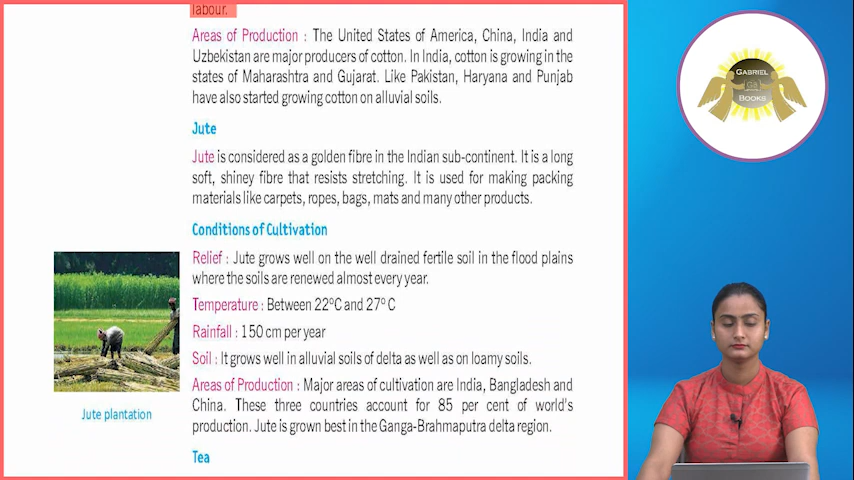 labour.
Areas of Production : The United States of America, China, India and
Uzbekistan are major producers of cotton. In India, cotton is growing in the
states of Maharashtra and Gujarat. Like Pakistan, Haryana and Punjab
have also started growing cotton on alluvial soils.
Jute
Jute is considered as a golden fibre in the Indian sub-continent. It is a long
soft, shiney fibre that resists stretching. It is used for making packing
materials like carpets, ropes, bags, mats and many other products.
Conditions of Cultivation
Relief : Jute grows well on the well drained fertile soil in the flood plains
where the soils are renewed almost every year.
Temperature : Between 22°C and 27° C
Rainfall : 150 cm per year
Soil : It grows well in alluvial soils of delta as well as on loamy soils.
Areas of Production : Major areas of cultivation are India, Bangladesh and
China. These three countries account for 85 per cent of world's
production. Jute is grown best in the Ganga-Brahmaputra delta region.
Jute plantation
Tea
GABRIEL
GB
BOOKS